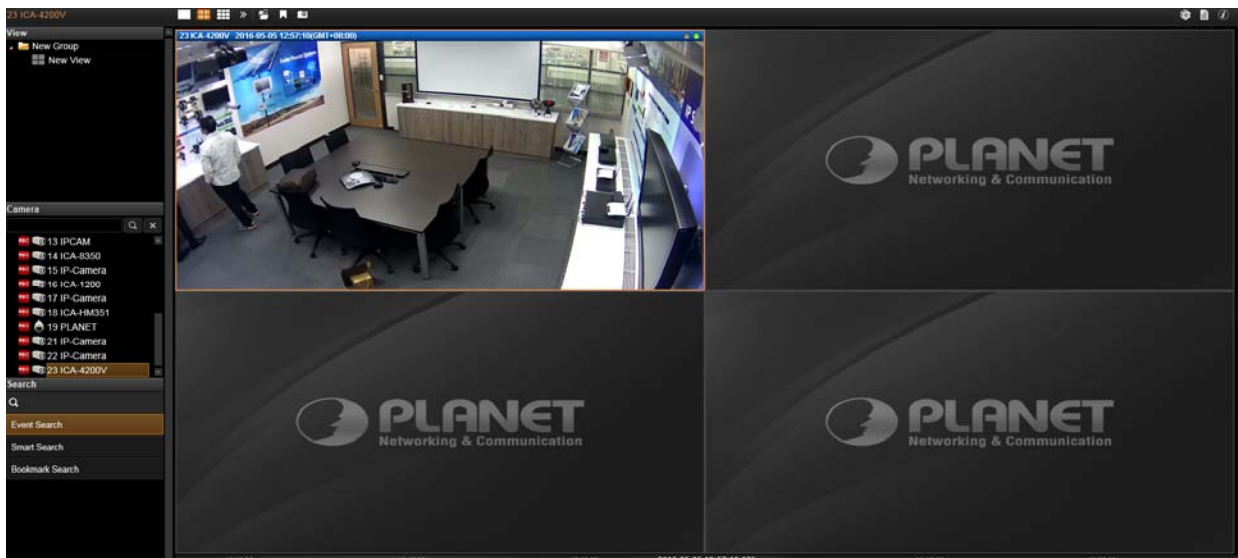 23 ICA-4200V
View
New Group
New View
Camera
13 IPCAM
14 ICA-8350
15 IP-Camera
16 ICA-1200
17 IP-Camera
18 ICA-HM351
19 PLANET
21 IP-Camera
22 IP-Camera
23 ICA-4200V
Search
Event Search
Smart Search
Bookmark Search
23 ICA-4200V 2016-05-05 12:57:10(GMT+08:00)
PLANET
Networking & Communication
PLANET
Networking & Communication
PLANET
Networking & Communication